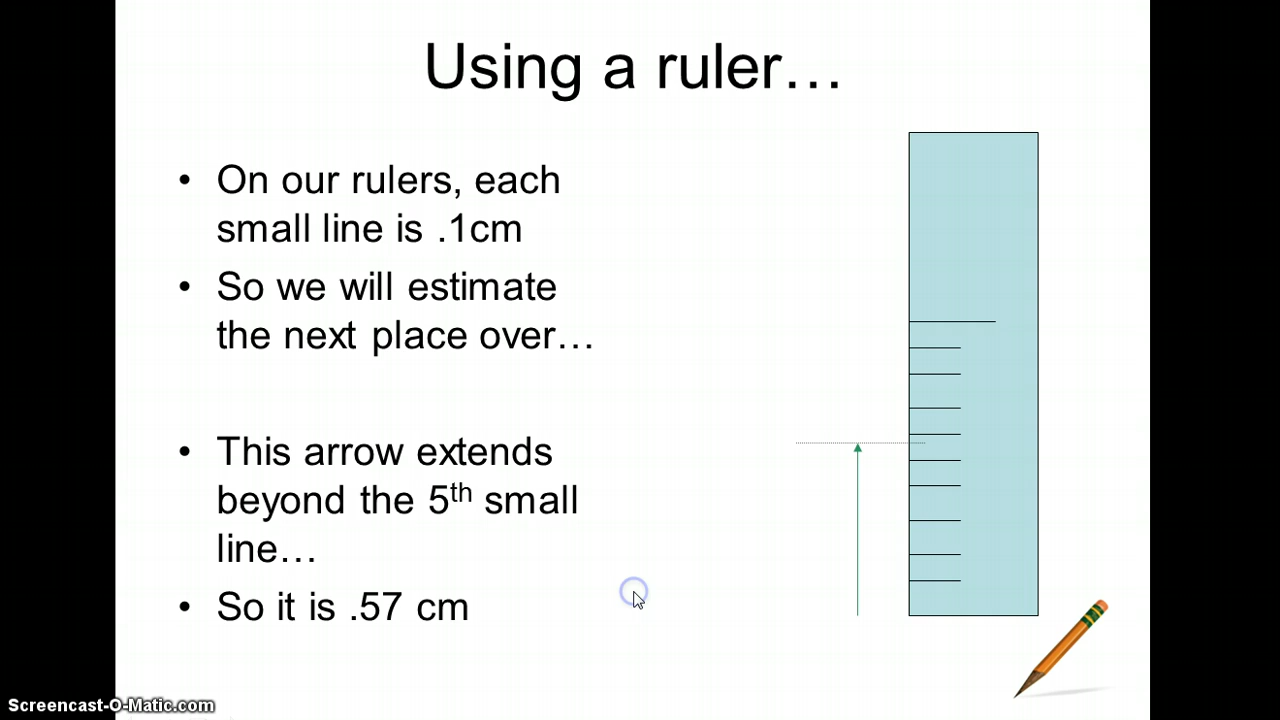 Using a ruler…
• On our rulers, each
small line is .1cm
• So we will estimate
the next place over…
• This arrow extends
beyond the 5th small
line…
• So it is .57 cm
Screencast-O-Matic.com